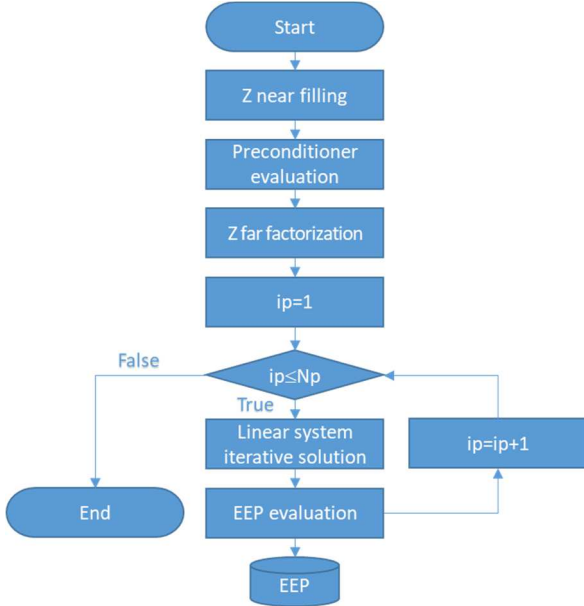 Start
Z near filling
Preconditioner
evaluation
Z far factorization
ip=1
False
ip≤Np
True
Linear system
iterative solution
ip=ip+1
End
EEP evaluation
EEP